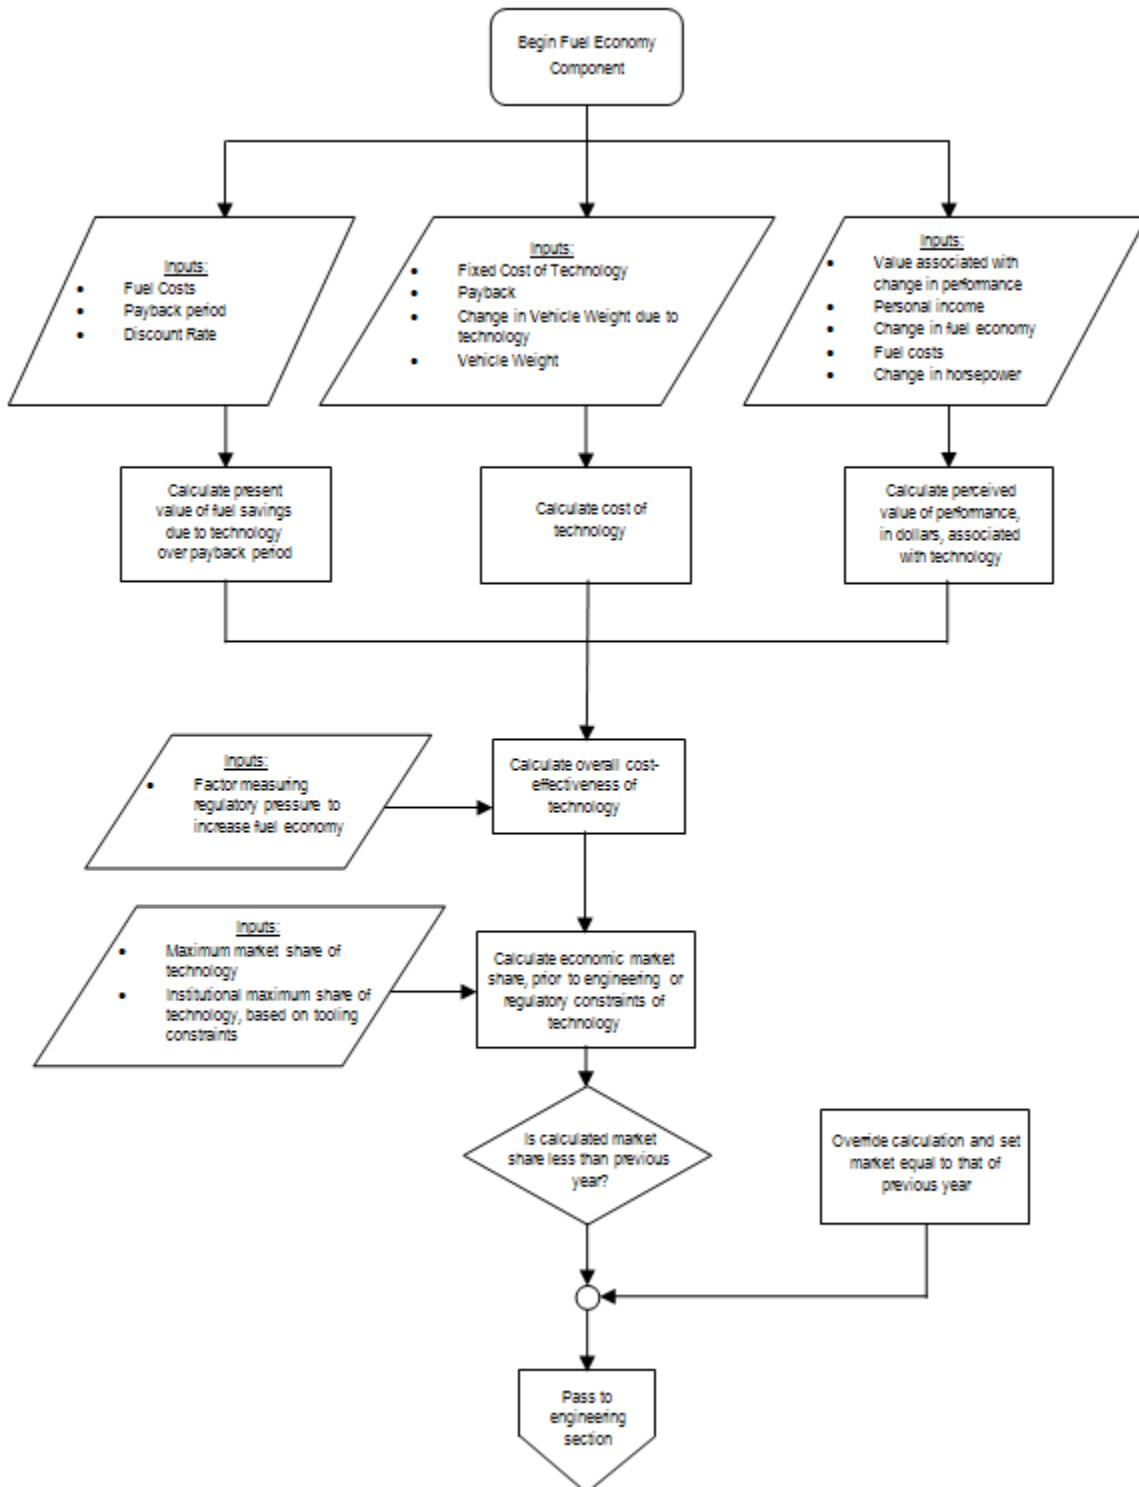 Begin Fuel Economy
Component
Inputs:
• Fuel Costs
• Payback period
• Discount Rate
Inputs:
• Fixed Cost of Technology
• Payback
• Change in Vehicle Weight due to
technology
• Vehicle Weight
Inputs:
• Value associated with
change in performance
• Personal income
• Change in fuel economy
• Fuel costs
• Change in horsepower
Calculate present
value of fuel savings
due to technology
over payback period
Calculate cost of
technology
Calculate perceived
value of performance,
in dollars, associated
with technology
Inputs:
• Factor measuring
regulatory pressure to
increase fuel economy
Calculate overall cost-
effectiveness of
technology
Inputs:
• Maximum market share of
technology
• Institutional maximum share of
technology, based on tooling
constraints
Calculate economic market
share, prior to engineering or
regulatory constraints of
technology
Is calculated market
share less than previous
year?
Override calculation and set
market equal to that of
previous year
Pass to
engineering
section